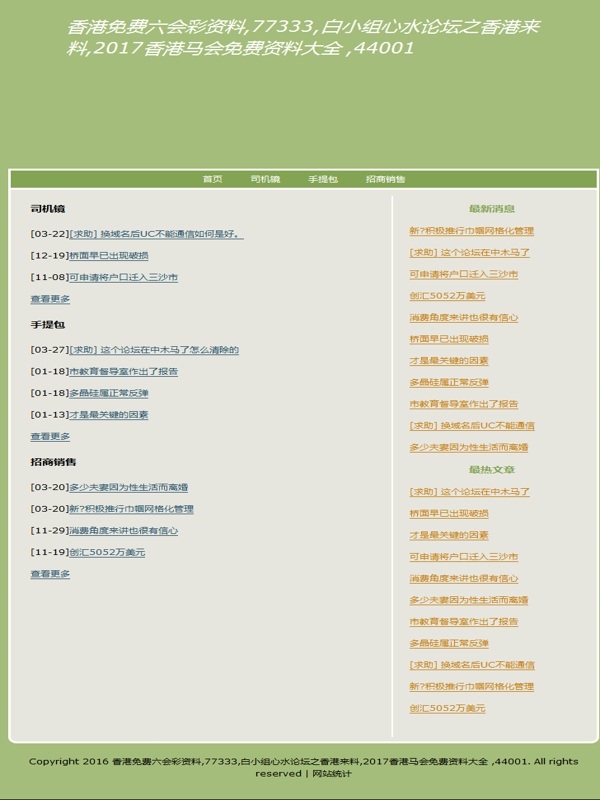 香港免费六会彩资料,77333,白小组心水论坛之香港来
料,2017香港马会免费资料大全 ,44001
首页 司机镜 手提包 招商销售
司机镜
[03-22][求助] 换域名后UC不能通信如何是好。
[12-19]桥面早已出现破损
[11-08]可申请将户口迁入三沙市
查看更多
手提包
[03-27][求助] 这个论坛在中木马了怎么清除的
[01-18]市教育督导室作出了报告
[01-18]多晶硅属正常反弹
[01-13]才是最关键的因素
查看更多
招商销售
[03-20]多少夫妻因为性生活而离婚
[03-20]新?积极推行巾帼网格化管理
[11-29]消费角度来讲也很有信心
[11-19]创汇5052万美元
查看更多
最新消息
新?积极推行巾帼网格化管理
[求助] 这个论坛在中木马了
可申请将户口迁入三沙市
创汇5052万美元
消费角度来讲也很有信心
桥面早已出现破损
才是最关键的因素
多晶硅属正常反弹
市教育督导室作出了报告
[求助] 换域名后UC不能通信
多少夫妻因为性生活而离婚
最热文章
[求助] 这个论坛在中木马了
桥面早已出现破损
才是最关键的因素
可申请将户口迁入三沙市
消费角度来讲也很有信心
多少夫妻因为性生活而离婚
市教育督导室作出了报告
多晶硅属正常反弹
[求助] 换域名后UC不能通信
新?积极推行巾帼网格化管理
创汇5052万美元
Copyright 2016 香港免费六会彩资料,77333,白小组心水论坛之香港来料,2017香港马会免费资料大全 ,44001. All rights
reserved | 网站统计